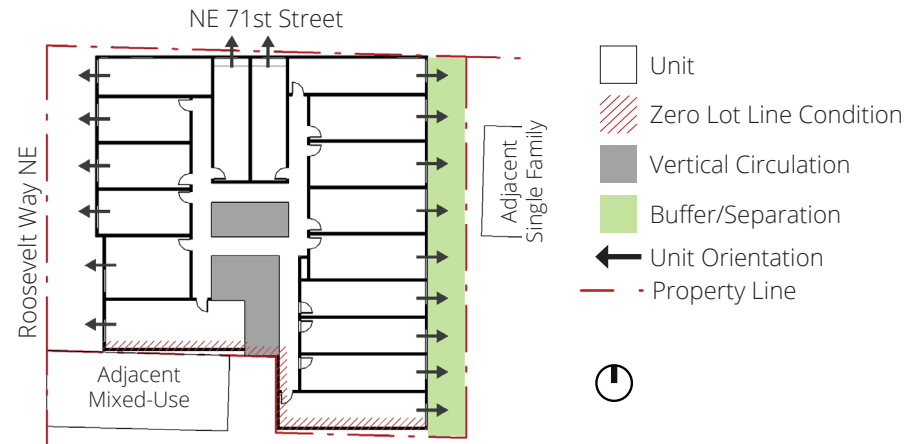 NE 71st Street
Roosevelt Way NE
Adjacent
Mixed-Use
Adjacent
Single Family
Unit
Zero Lot Line Condition
Vertical Circulation
Buffer/Separation
Unit Orientation
Property Line